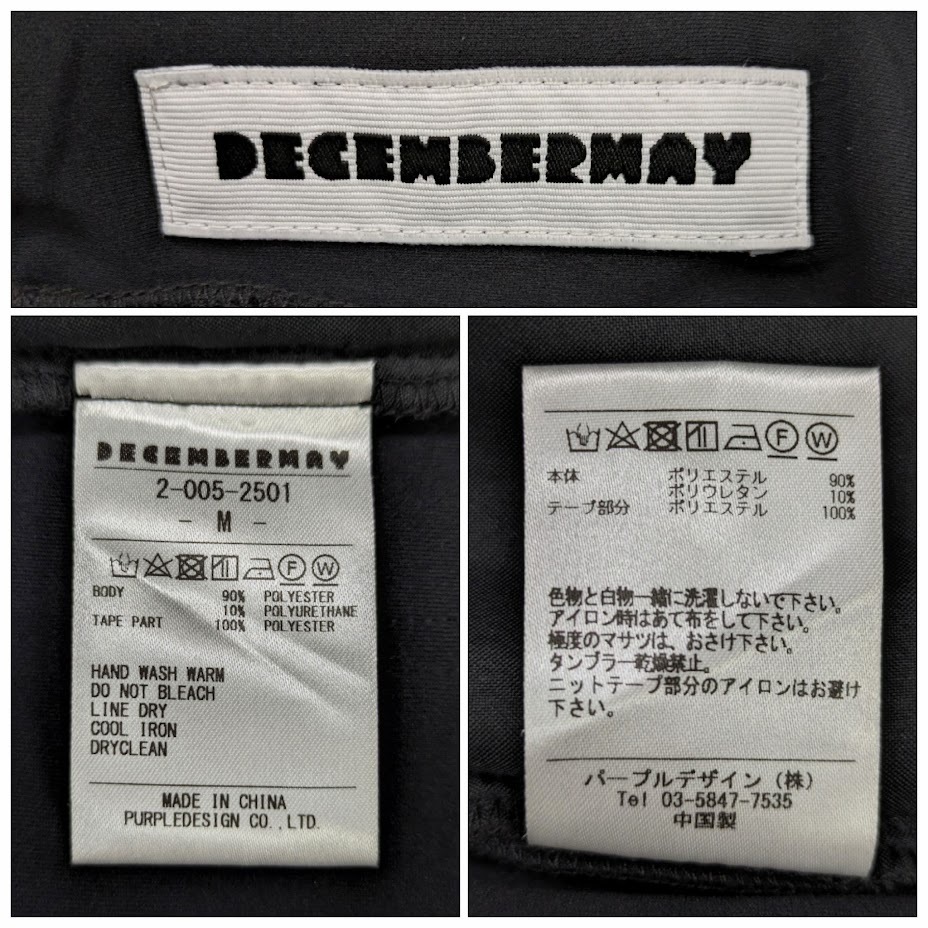 DECEMBERMAY
DECEMBERMAY
2-005-2501
- M -
F W
BODY 90% POLYESTER
10% POLYURETHANE
TAPE PART 100% POLYESTER
HAND WASH WARM
DO NOT BLEACH
LINE DRY
COOL IRON
DRYCLEAN
MADE IN CHINA
PURPLEDESIGN CO.,LTD.
F W
本体 ポリエステル 90%
ポリウレタン 10%
テープ部分 ポリエステル 100%
色物と白物一緒に洗濯しないで下さい。
アイロン時はあて布をして下さい。
極度のマサツは、おさけ下さい。
タンブラー乾燥禁止。
ニットテープ部分のアイロンはお避け
下さい。
パープルデザイン（株）
Tel 03-5847-7535
中国製